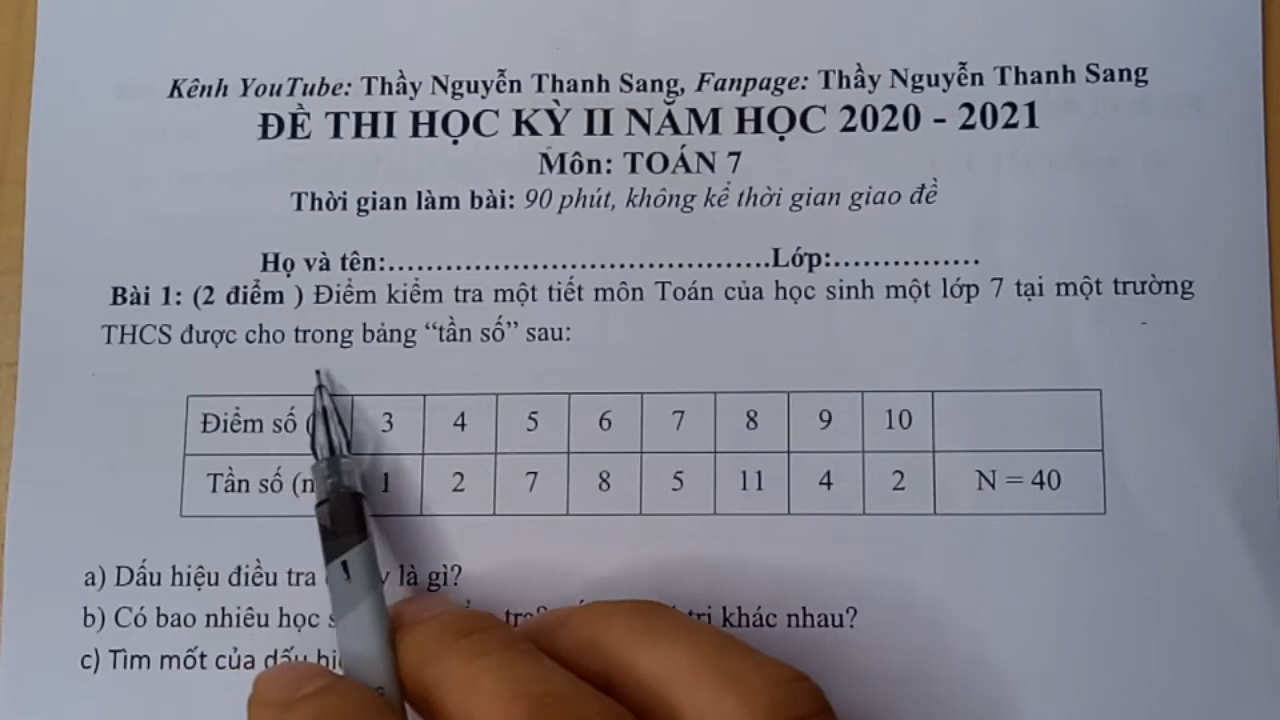 Kênh YouTube: Thầy Nguyễn Thanh Sang, Fanpage: Thầy Nguyễn Thanh Sang
ĐỀ THI HỌC KỲ II NĂM HỌC 2020 - 2021
Môn: TOÁN 7
Thời gian làm bài: 90 phút, không kể thời gian giao đề
Họ và tên:........................................Lớp:...............
Bài 1: (2 điểm ) Điểm kiểm tra một tiết môn Toán của học sinh một lớp 7 tại một trường
THCS được cho trong bảng “tần số” sau:
Điểm số ( 3 4 5 6 7 8 9 10
Tần số (n 1 2 7 8 5 11 4 2 N = 40
a) Dấu hiệu điều tra là gì?
b) Có bao nhiêu học trị khác nhau?
c) Tìm mốt của dấu